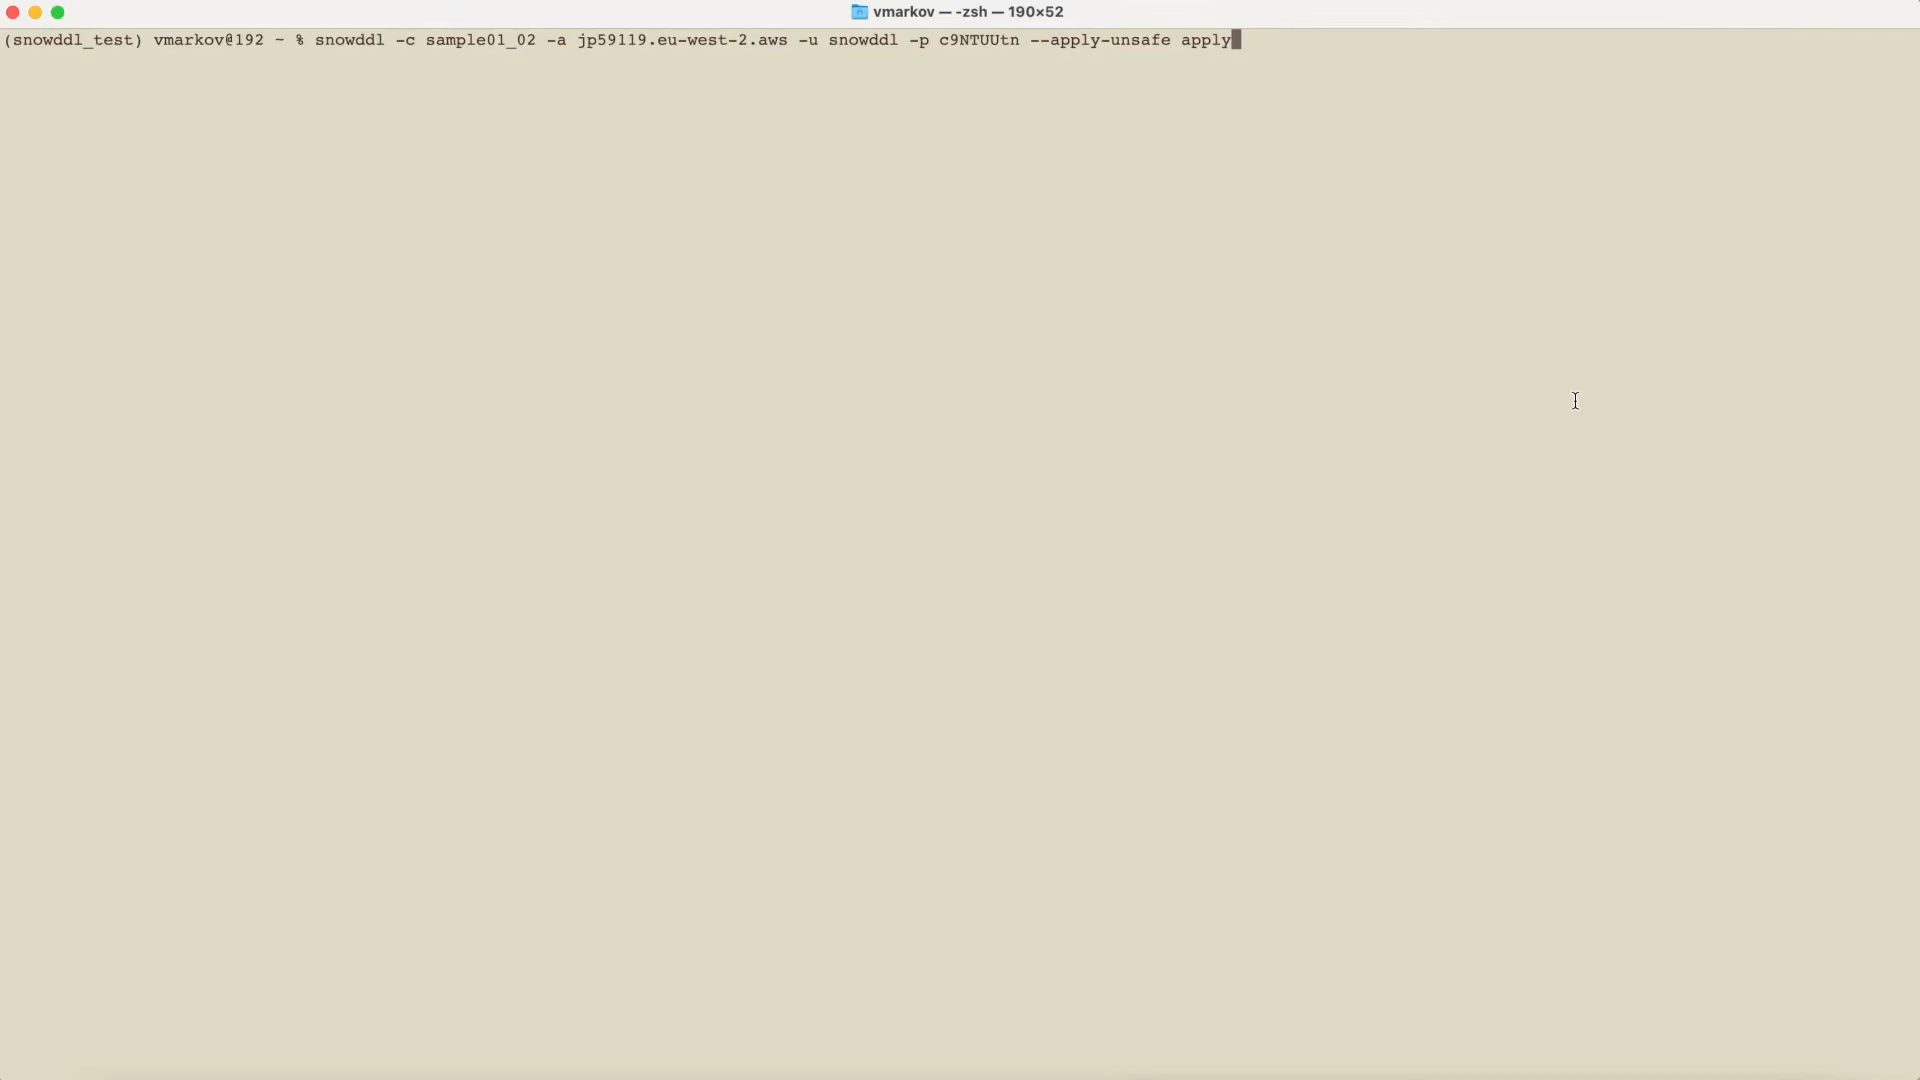 vmarkov — -zsh — 190×52
(snowddl_test) vmarkov@192 ~ % snowddl -c sample01_02 -a jp59119.eu-west-2.aws -u snowddl -p c9NTUUtn --apply-unsafe apply